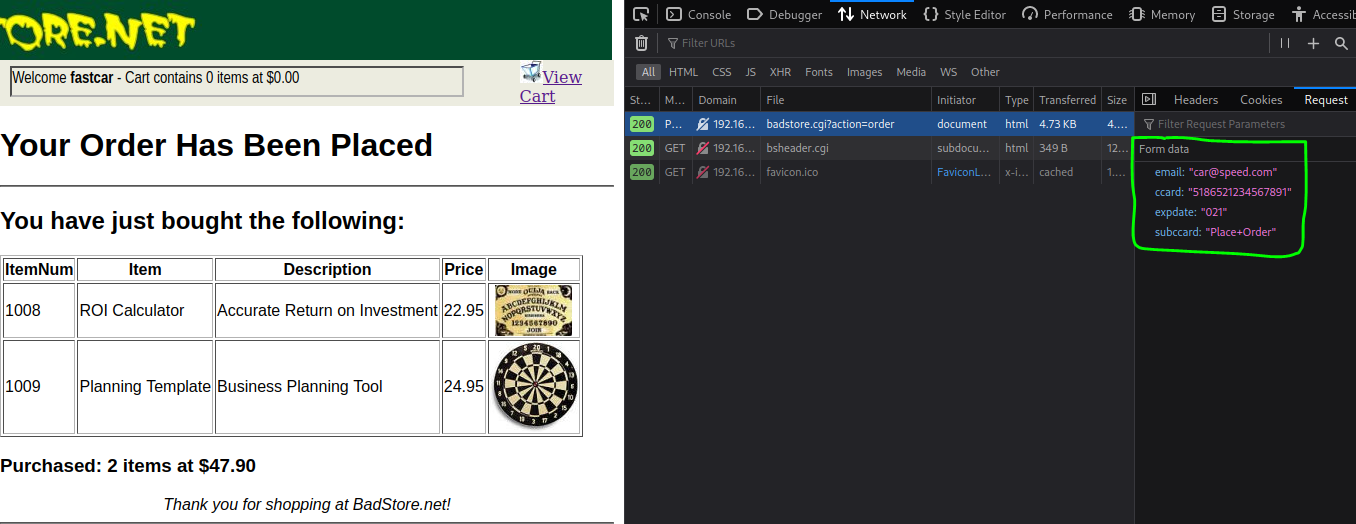 ORE.NET
Welcome fastcar - Cart contains 0 items at $0.00
View
Cart
Your Order Has Been Placed
You have just bought the following:
ItemNum Item Description Price Image
1008 ROI Calculator Accurate Return on Investment 22.95
ABCDEFGHIJKLM
NOPQRSTUVWXYZ
1234567890
1009 Planning Template Business Planning Tool 24.95
Purchased: 2 items at $47.90
Thank you for shopping at BadStore.net!
Console Debugger Network Style Editor Performance Memory Storage Accessib
Filter URLs
All HTML CSS JS XHR Fonts Images Media WS Other
St... M... Domain File Initiator Type Transferred Size
200 P... 192.16... badstore.cgi?action=order document html 4.73 KB 4....
200 GET 192.16... bsheader.cgi subdocu... html 349 B 12...
200 GET 192.16... favicon.ico FaviconL... x-i... cached 1....
Headers Cookies Request
Filter Request Parameters
Form data
email: "car@speed.com"
ccard: "5186521234567891"
expdate: "021"
subccard: "Place+Order"